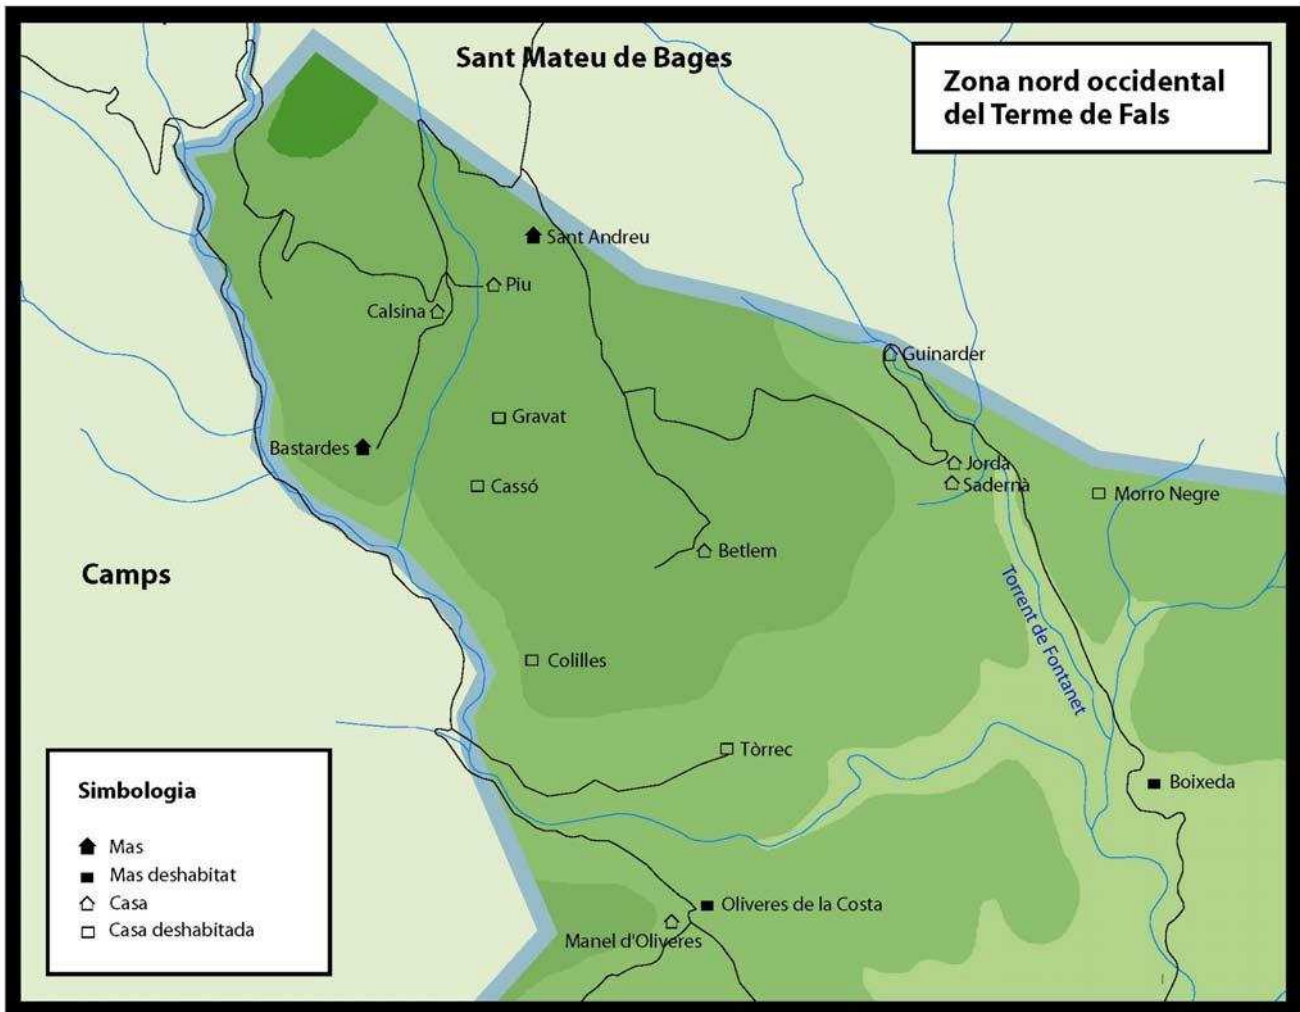 Sant Mateu de Bages
Zona nord occidental
del Terme de Fals
Sant Andreu
Piu
Calsina
Guinarder
Gravat
Bastardes
Jorda
Sadernà
Cassó
Morro Negre
Betlem
Camps
Torrent de Fontanet
Colilles
Tòrrec
Boixeda
Simbologia
Mas
Mas deshabitat
Casa
Casa deshabitada
Oliveres de la Costa
Manel d'Oliveres